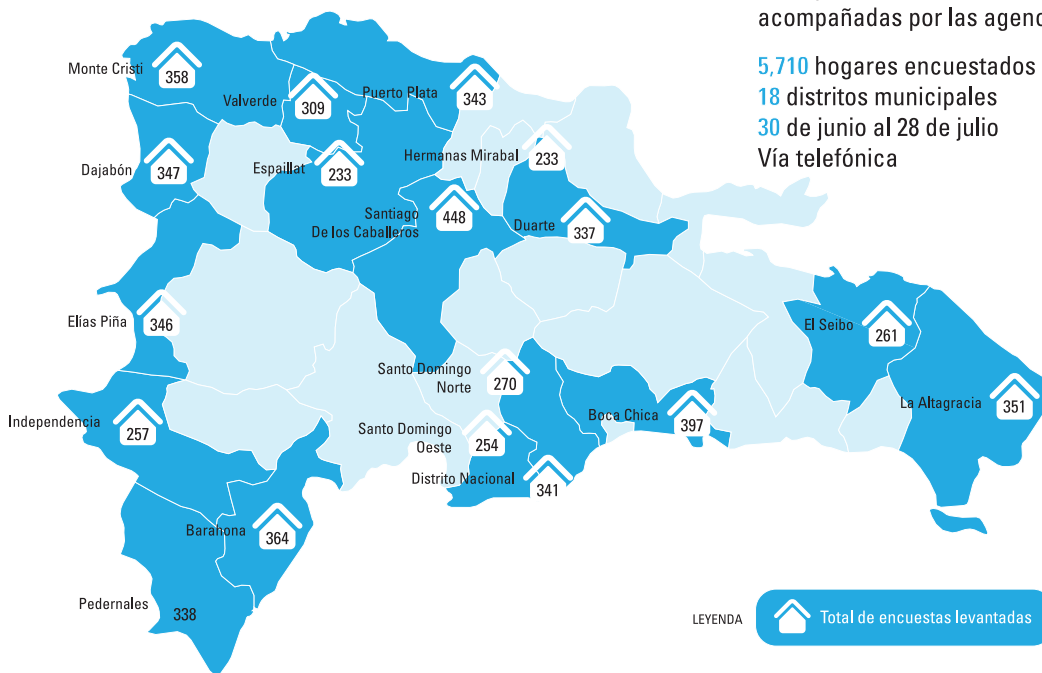 acompañadas por las agenc
5,710 hogares encuestados
18 distritos municipales
30 de junio al 28 de julio
Vía telefónica
Monte Cristi
358
Valverde
309
Puerto Plata
343
Dajabón
347
Espaillat
233
Hermanas Mirabal
233
Santiago
De los Caballeros
448
Duarte
337
Elías Piña
346
El Seibo
261
Santo Domingo
Norte
270
La Altagracia
351
Independencia
257
Boca Chica
397
Santo Domingo
Oeste
254
Distrito Nacional
341
Barahona
364
Pedernales
338
LEYENDA
Total de encuestas levantadas